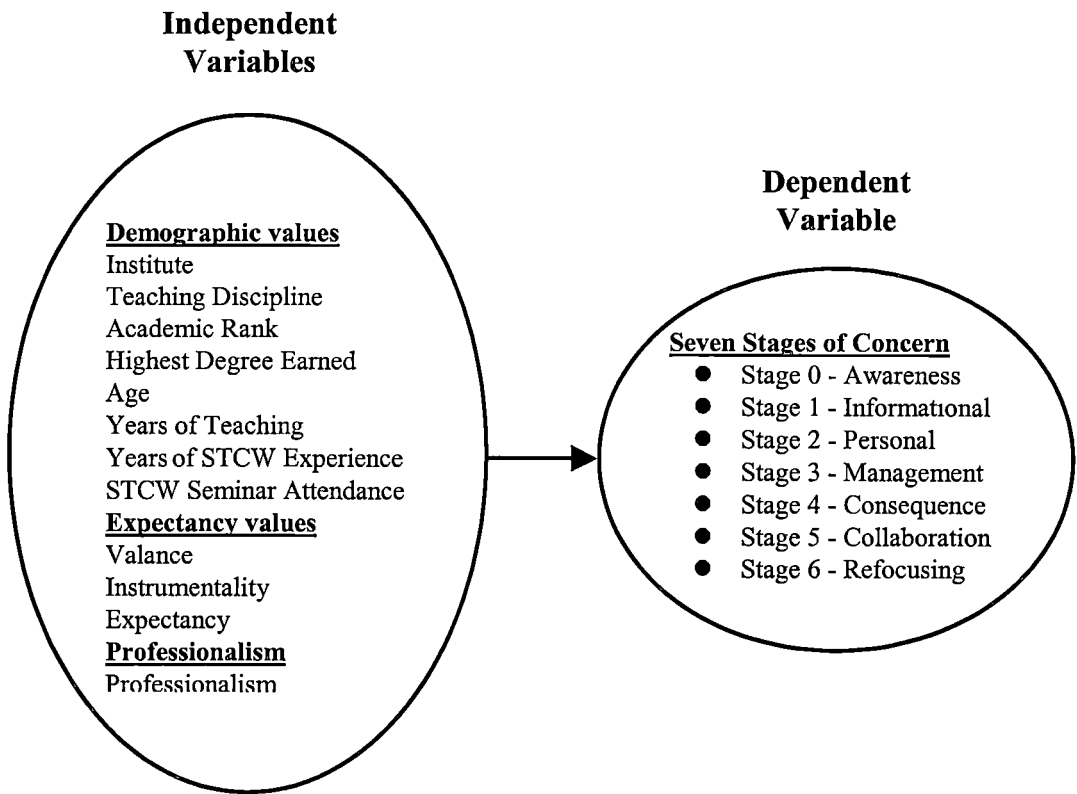 Independent
Variables
Demographic values
Institute
Teaching Discipline
Academic Rank
Highest Degree Earned
Age
Years of Teaching
Years of STCW Experience
STCW Seminar Attendance
Expectancy values
Valance
Instrumentality
Expectancy
Professionalism
Professionalism
Dependent
Variable
Seven Stages of Concern
● Stage 0 - Awareness
● Stage 1 - Informational
● Stage 2 - Personal
● Stage 3 - Management
● Stage 4 - Consequence
● Stage 5 - Collaboration
● Stage 6 - Refocusing